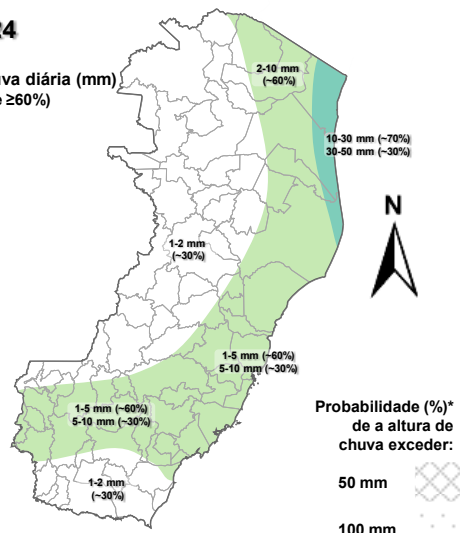 24
uva diária (mm)
e ≥60%)
2-10 mm
(~60%)
10-30 mm (~70%)
30-50 mm (~30%)
N
1-2 mm
(~30%)
1-5 mm (~60%)
5-10 mm (~30%)
1-5 mm (~60%)
5-10 mm (~30%)
1-2 mm
(~30%)
Probabilidade (%)*
de a altura de
chuva exceder:
50 mm
100 mm